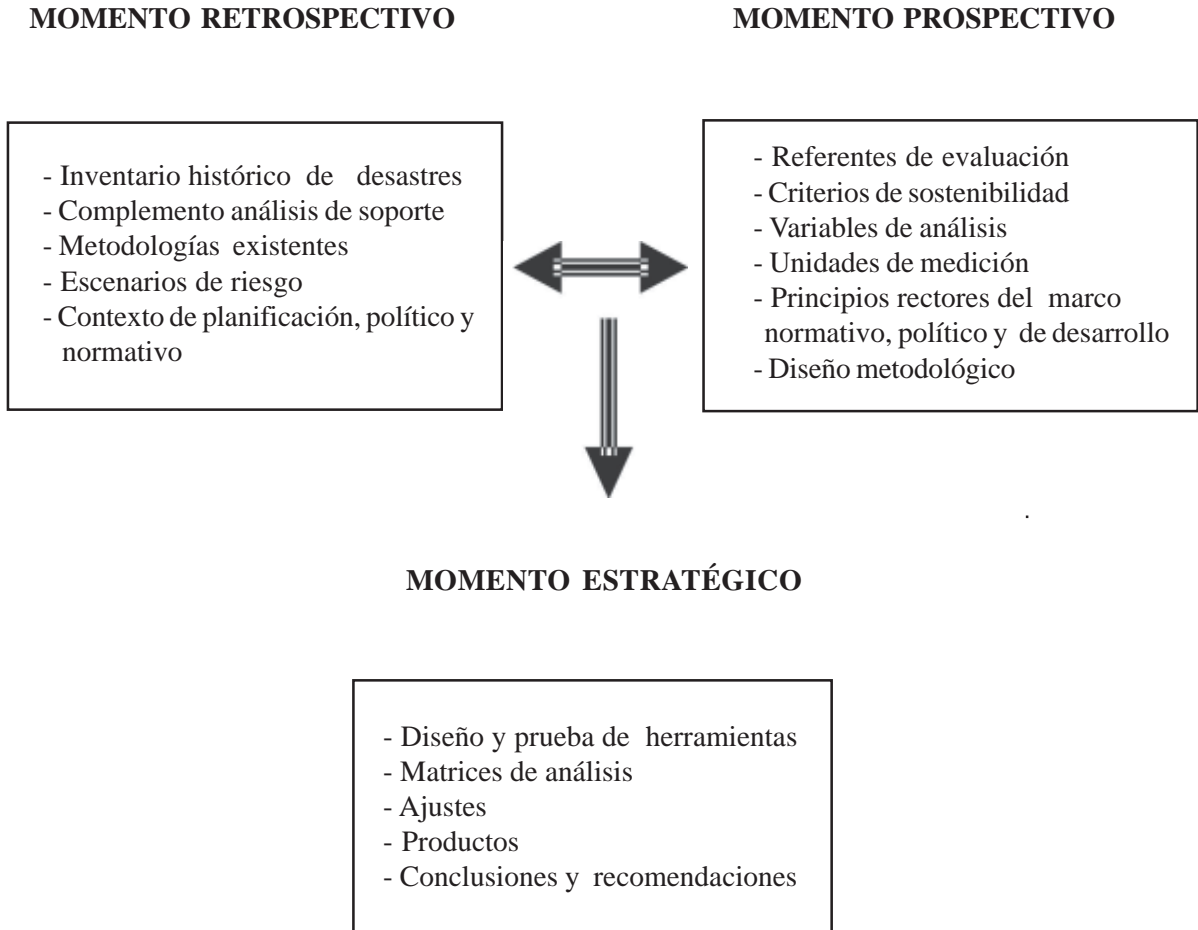 MOMENTO RETROSPECTIVO
MOMENTO PROSPECTIVO
- Inventario histórico de desastres
- Complemento análisis de soporte
- Metodologías existentes
- Escenarios de riesgo
- Contexto de planificación, político y
normativo
- Referentes de evaluación
- Criterios de sostenibilidad
- Variables de análisis
- Unidades de medición
- Principios rectores del marco
normativo, político y de desarrollo
- Diseño metodológico
.
MOMENTO ESTRATÉGICO
- Diseño y prueba de herramientas
- Matrices de análisis
- Ajustes
- Productos
- Conclusiones y recomendaciones